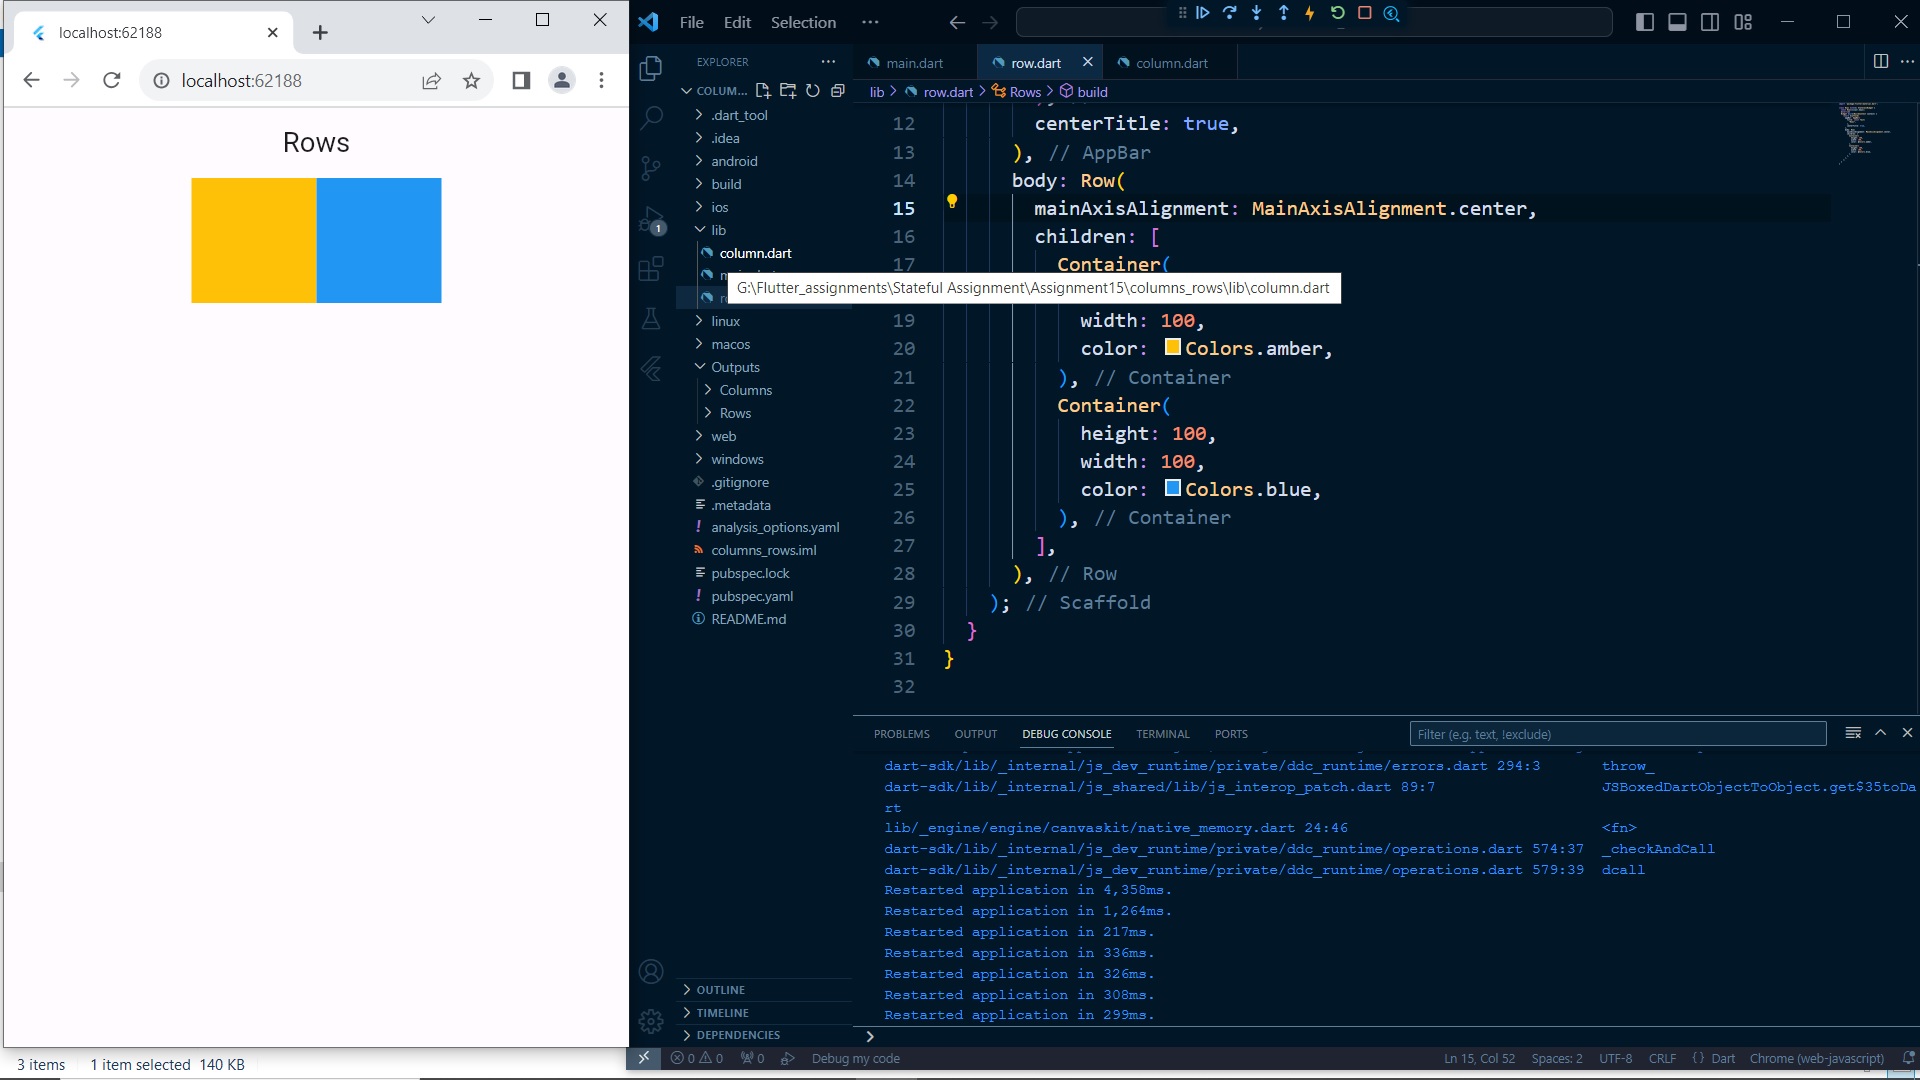 localhost:62188
localhost:62188
Rows
3 items 1 item selected 140 KB
File Edit Selection ···
EXPLORER
COLUM...
.dart_tool
.idea
android
build
ios
lib
column.dart
linux
macos
Outputs
Columns
Rows
web
windows
.gitignore
.metadata
analysis_options.yaml
columns_rows.iml
pubspec.lock
pubspec.yaml
README.md
OUTLINE
TIMELINE
DEPENDENCIES
main.dart row.dart column.dart
lib > row.dart > Rows > build
12 centerTitle: true,
13 ), // AppBar
14 body: Row(
15 mainAxisAlignment: MainAxisAlignment.center,
16 children: [
17 Container(
G:\Flutter_assignments\Stateful Assignment\Assignment15\columns_rows\lib\column.dart
19 width: 100,
20 color: Colors.amber,
21 ), // Container
22 Container(
23 height: 100,
24 width: 100,
25 color: Colors.blue,
26 ), // Container
27 ],
28 ), // Row
29 ); // Scaffold
30 }
31 }
32
PROBLEMS OUTPUT DEBUG CONSOLE TERMINAL PORTS Filter (e.g. text, !exclude)
dart-sdk/lib/_internal/js_dev_runtime/private/ddc_runtime/errors.dart 294:3 throw_
dart-sdk/lib/_internal/js_shared/lib/js_interop_patch.dart 89:7 JSBoxedDartObjectToObject.get$35toDa
rt
lib/_engine/engine/canvaskit/native_memory.dart 24:46 <fn>
dart-sdk/lib/_internal/js_dev_runtime/private/ddc_runtime/operations.dart 574:37 _checkAndCall
dart-sdk/lib/_internal/js_dev_runtime/private/ddc_runtime/operations.dart 579:39 dcall
Restarted application in 4,358ms.
Restarted application in 1,264ms.
Restarted application in 217ms.
Restarted application in 336ms.
Restarted application in 326ms.
Restarted application in 308ms.
Restarted application in 299ms.
0 0 0 Debug my code Ln 15, Col 52 Spaces: 2 UTF-8 CRLF {} Dart Chrome (web-javascript)
1